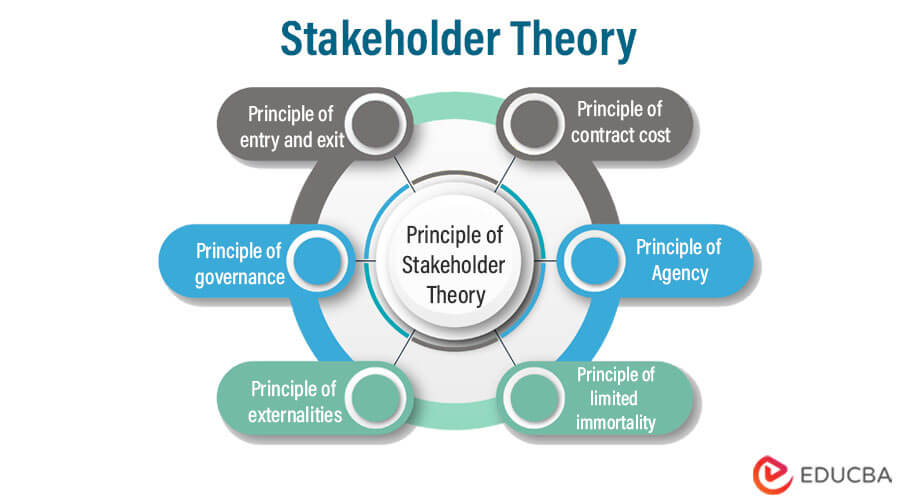 Stakeholder Theory
Principle of
entry and exit
Principle of
contract cost
Principle of
governance
Principle of
Stakeholder
Theory
Principle of
Agency
Principle of
externalities
Principle of
limited
immortality
EDUCBA